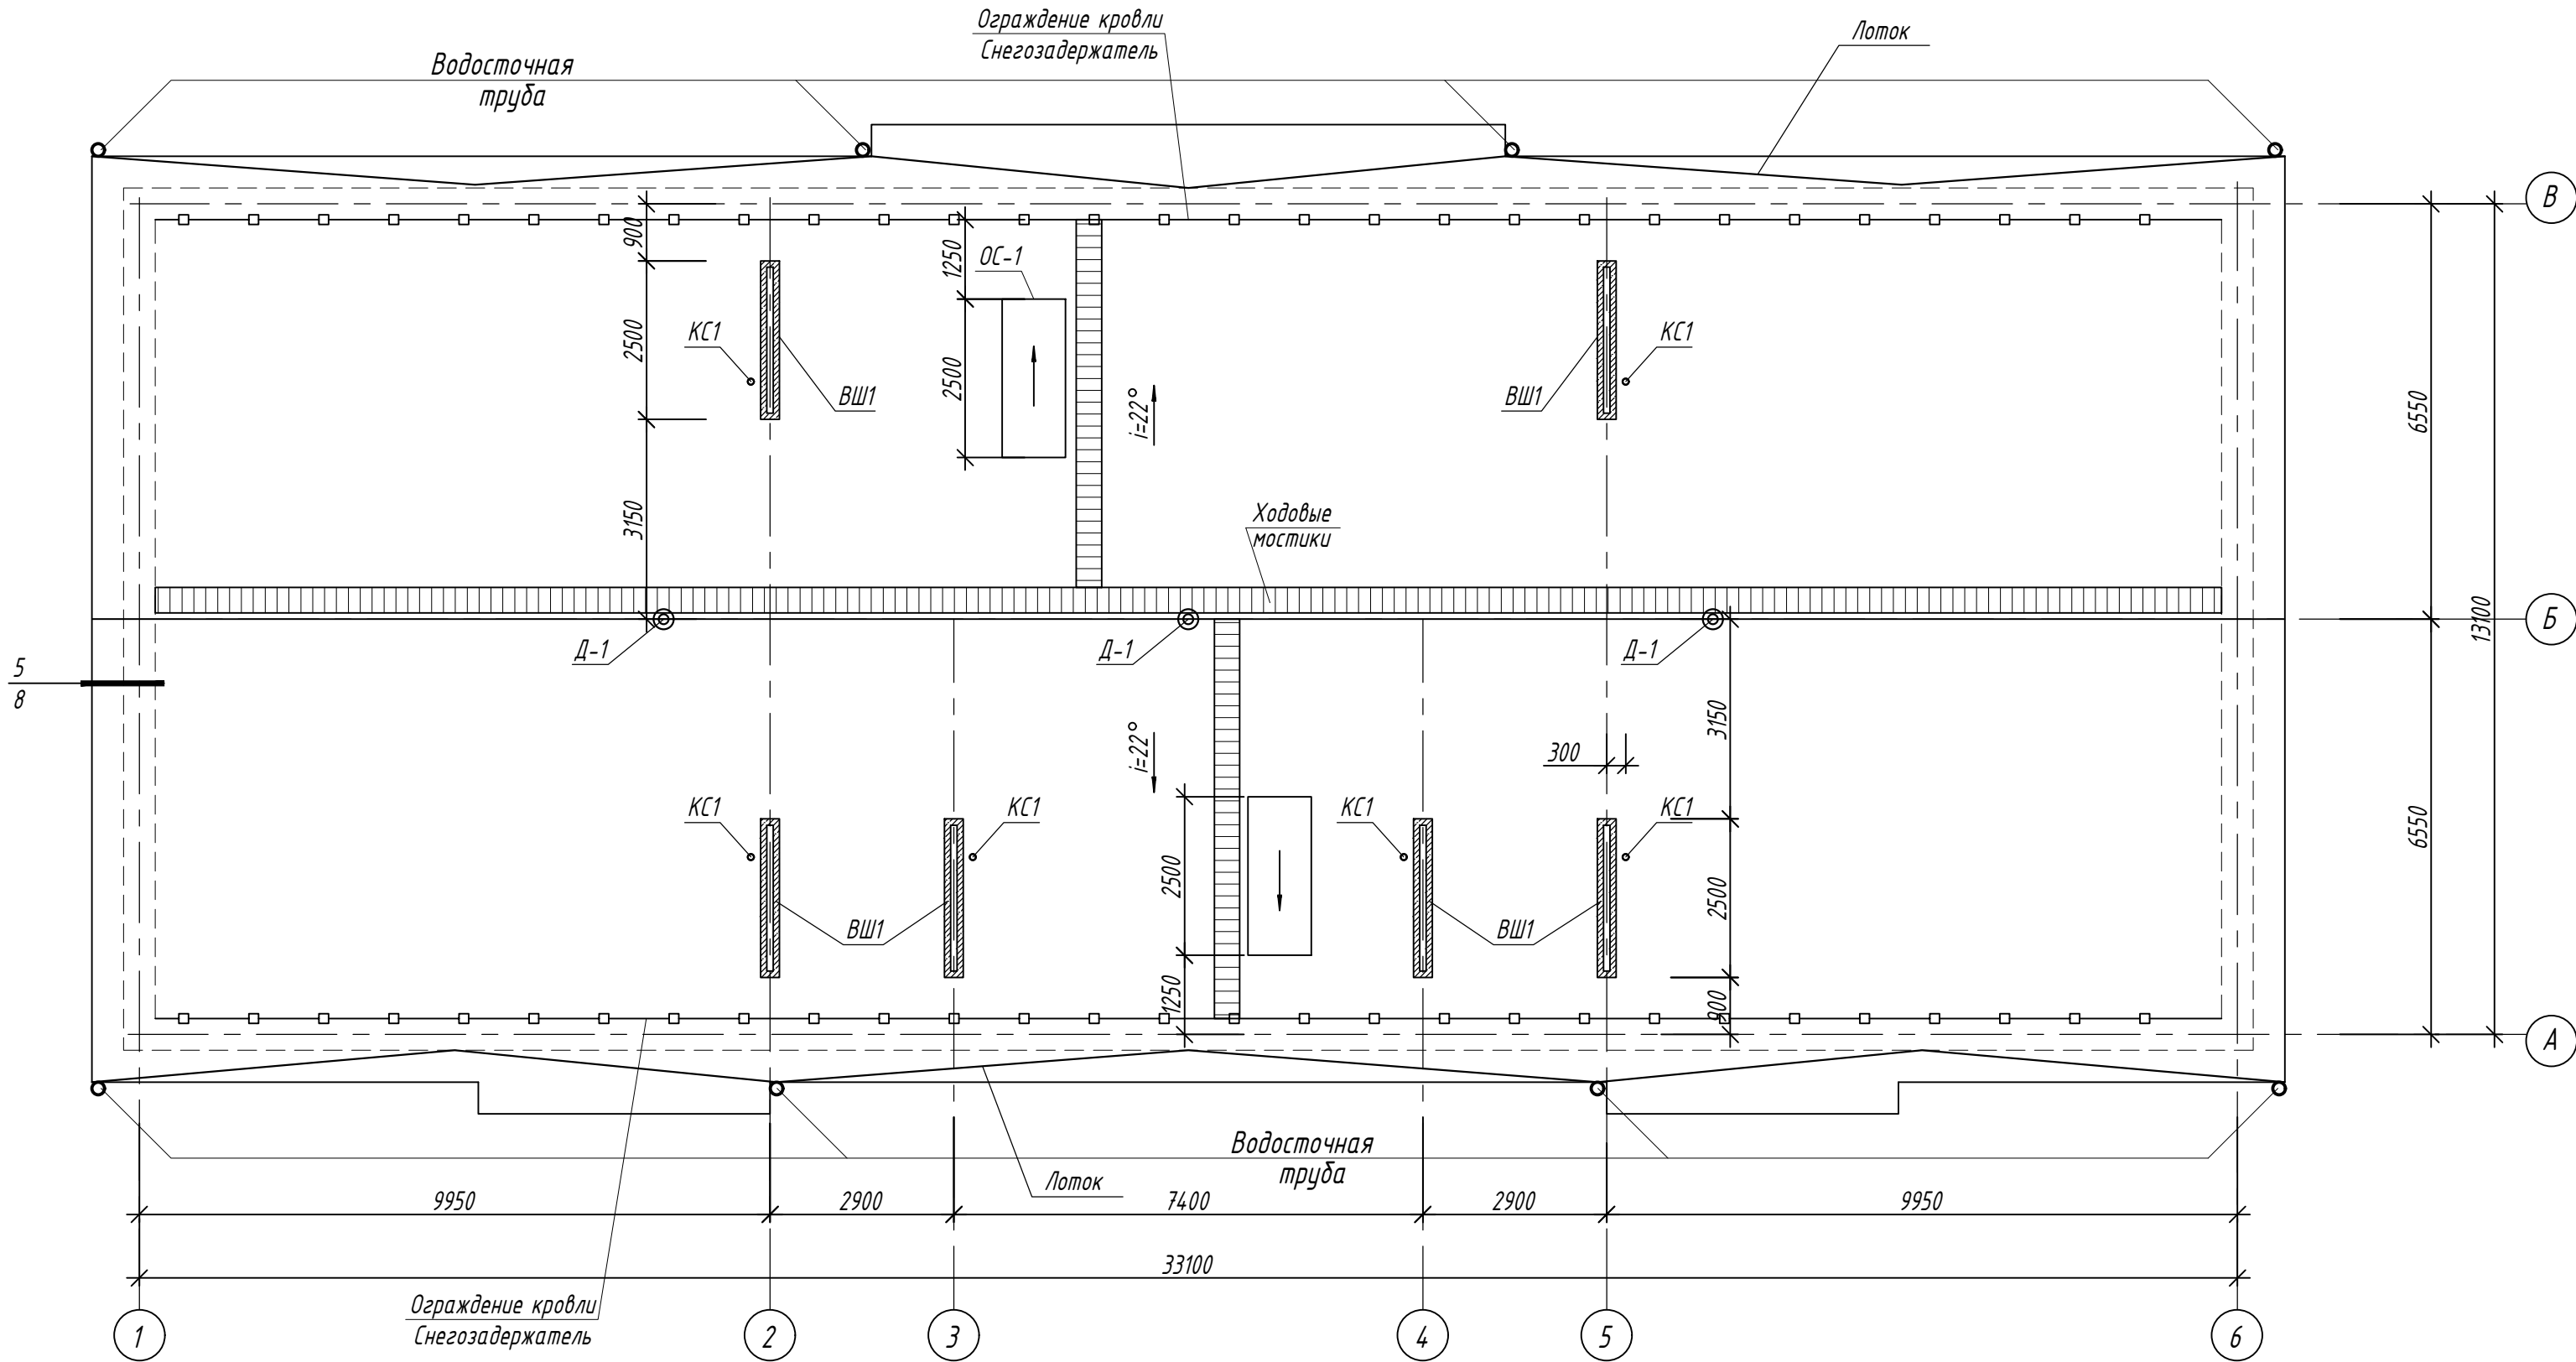 Ограждение кровли
Снегозадержатель
Лоток
Водосточная
труба
В
900
1250
ОС-1
2500
КС1
ВШ1
2500
i=22°
ВШ1
КС1
6550
3150
Ходовые
мостики
13100
Б
Д-1
Д-1
Д-1
5
8
i=22°
3150
300
КС1
КС1
КС1
КС1
6550
2500
2500
ВШ1
ВШ1
1250
900
А
Водосточная
труба
Лоток
9950
2900
7400
2900
9950
33100
Ограждение кровли
Снегозадержатель
1
2
3
4
5
6